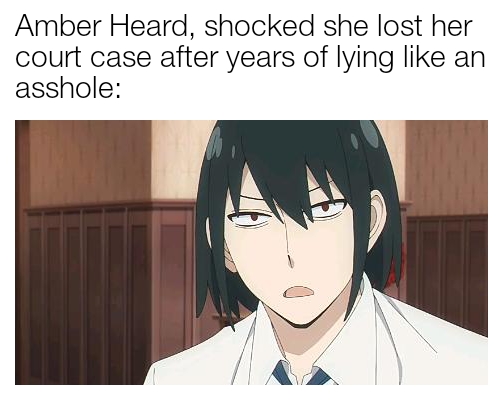 Amber Heard, shocked she lost her
court case after years of lying like an
asshole: